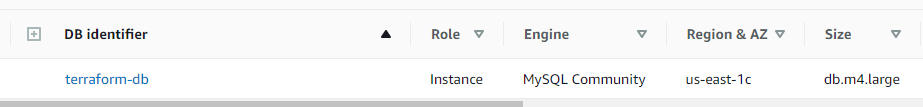 DB identifier Role Engine Region & AZ Size
terraform-db Instance MySQL Community us-east-1c db.m4.large